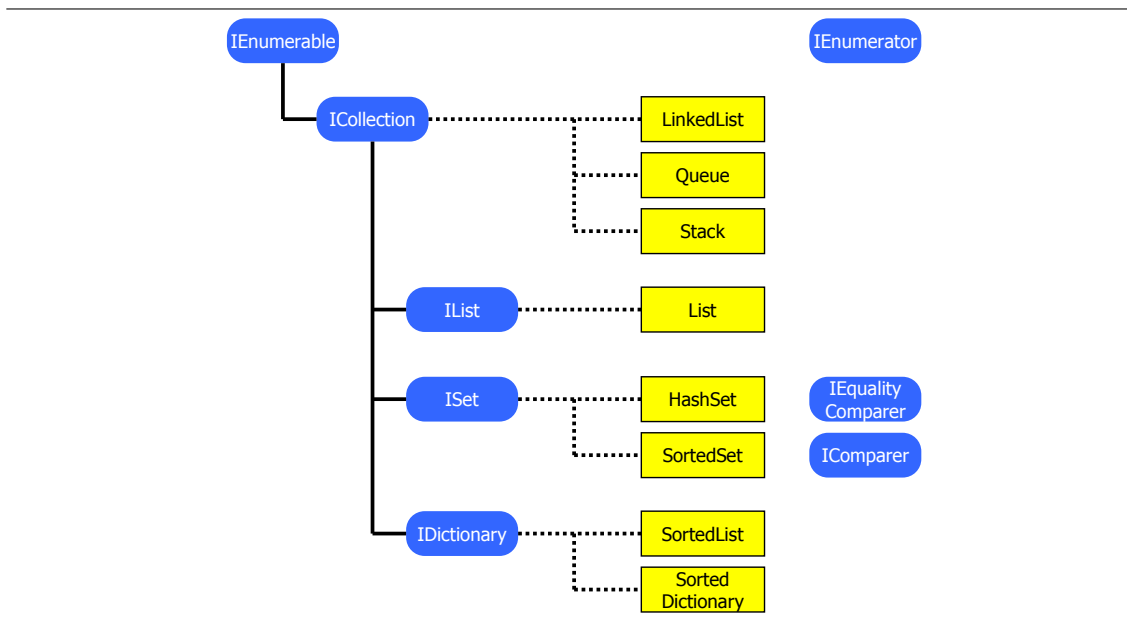 IEnumerable
IEnumerator
ICollection
LinkedList
Queue
Stack
IList
List
ISet
HashSet
IEquality
Comparer
SortedSet
IComparer
IDictionary
SortedList
Sorted
Dictionary